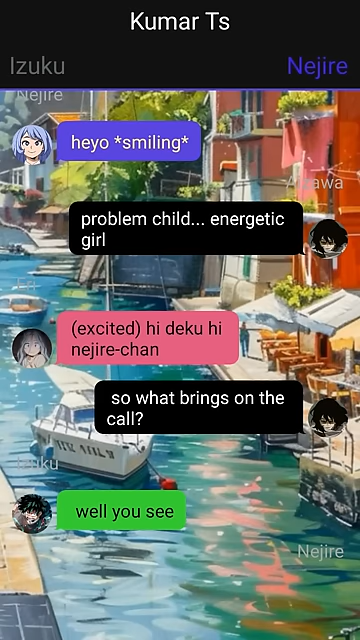 Kumar Ts
Izuku
Nejire
Nejire
heyo *smiling*
problem child... energetic
girl
(excited) hi deku hi
nejire-chan
so what brings on the
call?
Izuku
well you see
Nejire